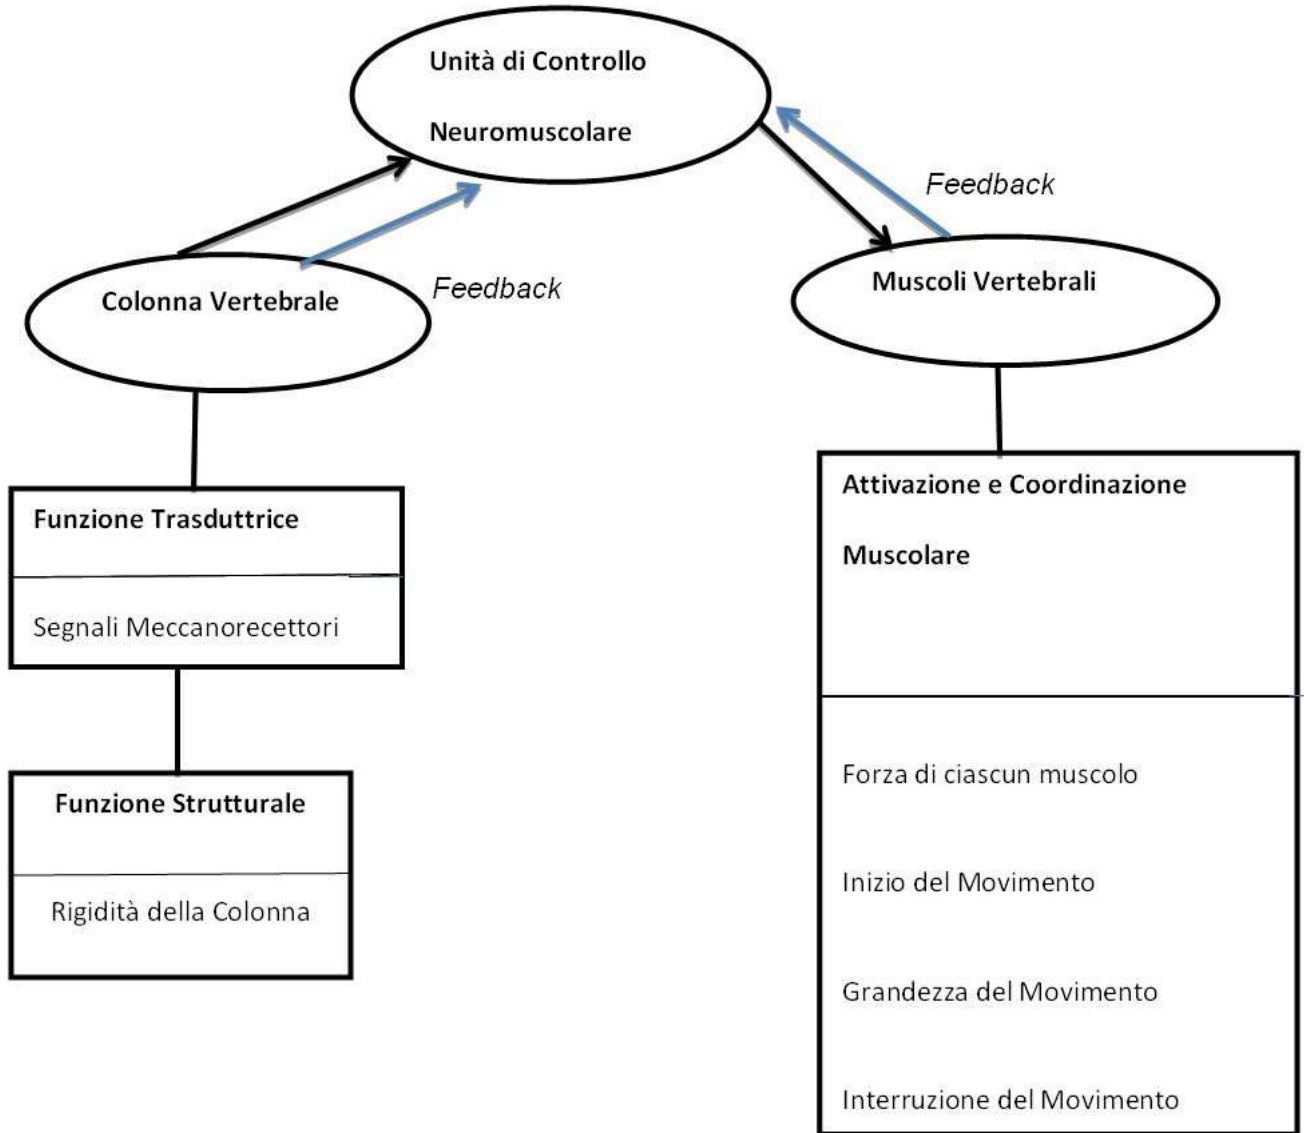 Unità di Controllo
Neuromuscolare
Feedback
Colonna Vertebrale
Feedback
Muscoli Vertebrali
Funzione Trasduttrice
Segnali Meccanorecettori
Funzione Strutturale
Rigidità della Colonna
Attivazione e Coordinazione
Muscolare
Forza di ciascun muscolo
Inizio del Movimento
Grandezza del Movimento
Interruzione del Movimento